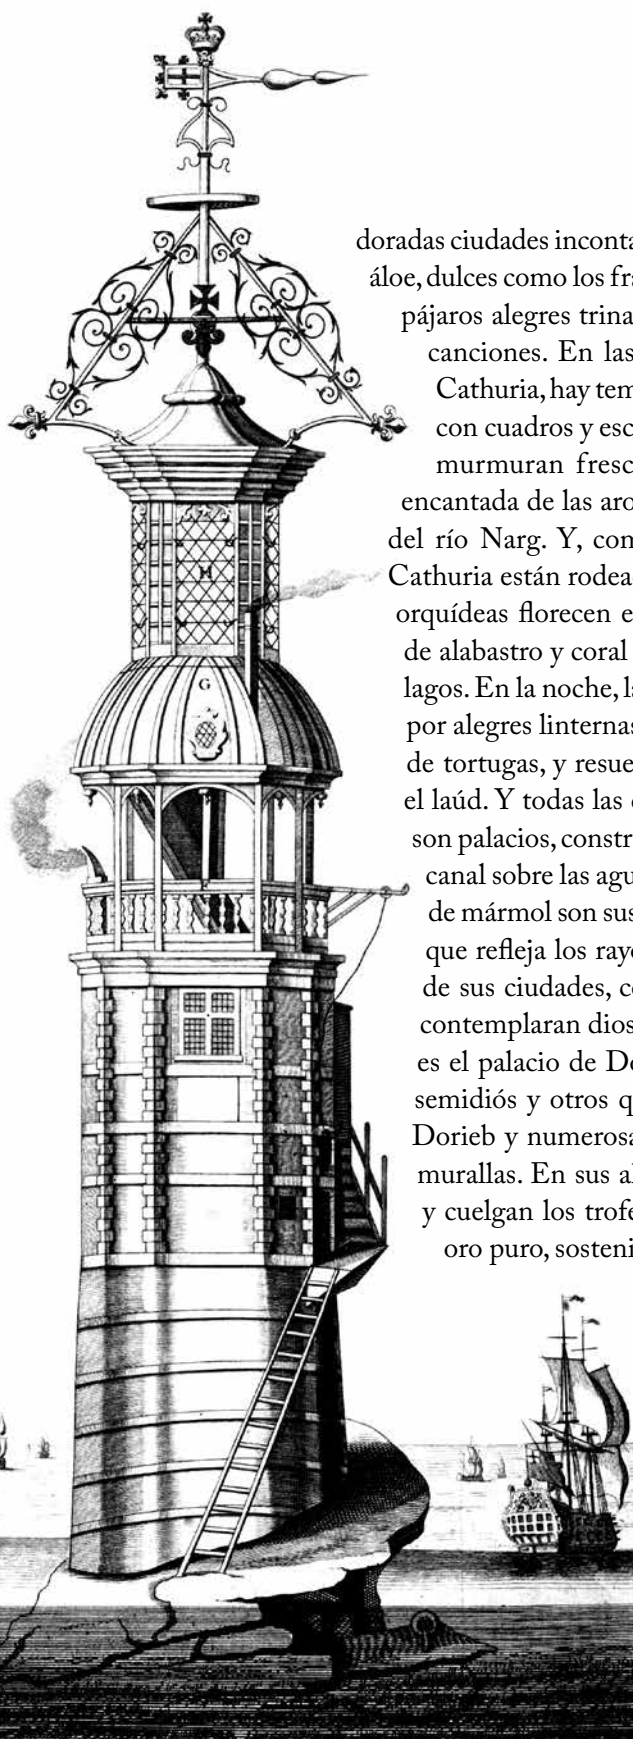 doradas ciudades inconta
áloe, dulces como los fra
pájaros alegres trina
canciones. En las
Cathuria, hay tem
con cuadros y esc
murmuran fresc
encantada de las aro
del río Narg. Y, com
Cathuria están rodea
orquídeas florecen e
de alabastro y coral
lagos. En la noche, la
por alegres linternas
de tortugas, y resue
el laúd. Y todas las c
son palacios, constr
canal sobre las agu
de mármol son sus
que refleja los rayo
de sus ciudades, co
contemplaran dios
es el palacio de Do
semidiós y otros q
Dorieb y numerosa
murallas. En sus al
y cuelgan los trofe
oro puro, sosteni
H
G